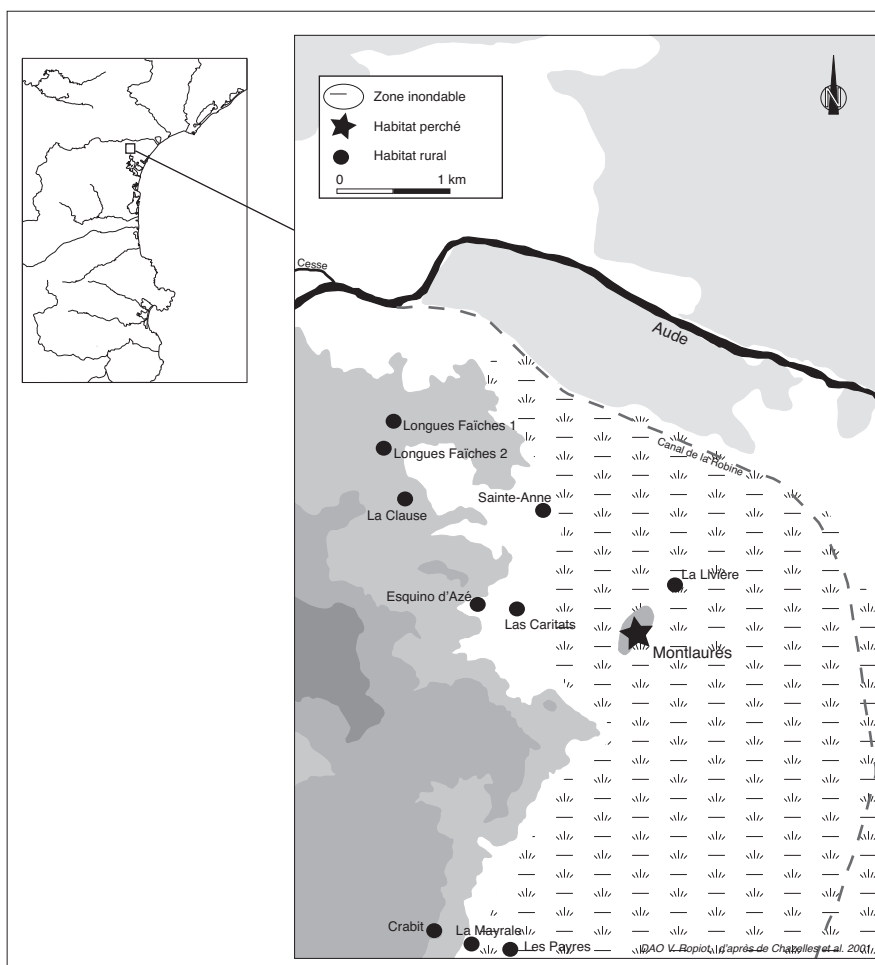 Zone inondable
Habitat perché
Habitat rural
0 1 km
N
Cesse
Aude
Longues Faïches 1
Longues Faïches 2
Canal de la Robine
Sainte-Anne
La Clause
La Livière
Esquino d'Azé
Las Caritats
Montlaurès
Crabit
La Mayrale
Les Payres
DAO V. Ropiot, d'après de Chazelles et al. 2001